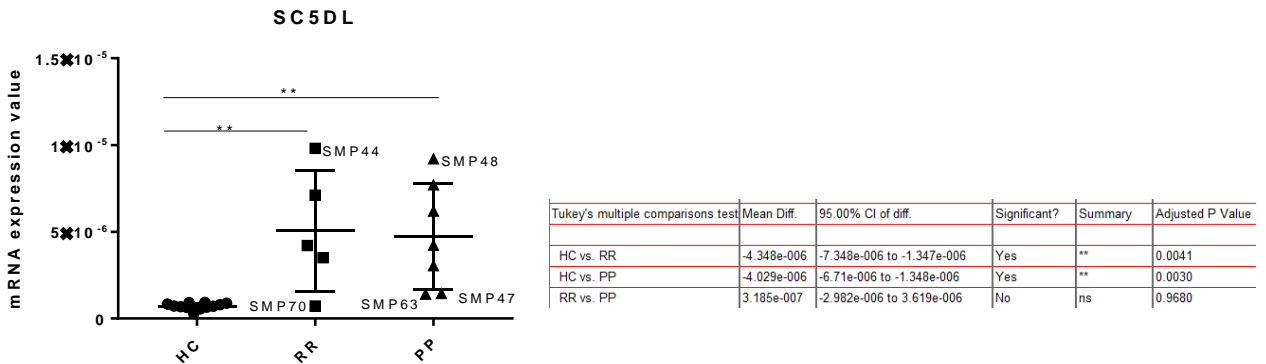 SC5DL
mRNA expression value
1.5✖10 -5
**
**
1✖10 -5
SMP44
SMP48
5✖10 -6
SMP70
SMP63
SMP47
0
HC
RR
PP
Tukey's multiple comparisons test Mean Diff. 95.00% CI of diff. Significant? Summary Adjusted P Value
HC vs. RR -4.348e-006 -7.348e-006 to -1.347e-006 Yes ** 0.0041
HC vs. PP -4.029e-006 -6.71e-006 to -1.348e-006 Yes ** 0.0030
RR vs. PP 3.185e-007 -2.982e-006 to 3.619e-006 No ns 0.9680